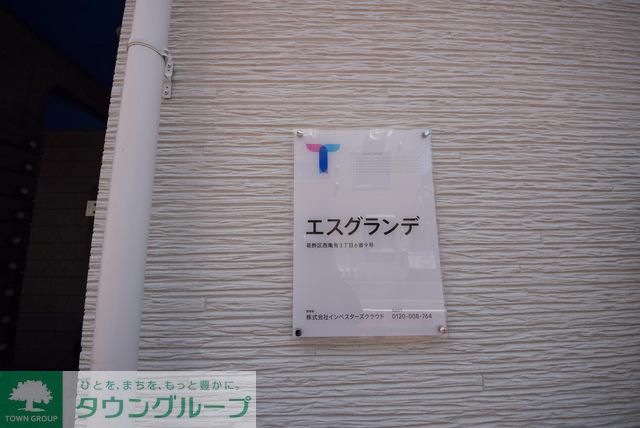 エスグランデ
葛飾区西亀有3丁目6番9号
株式会社インベスターズクラウド 0120-008-764
ひとを、まちを、もっと豊かに。
TOWN GROUP
タウングループ